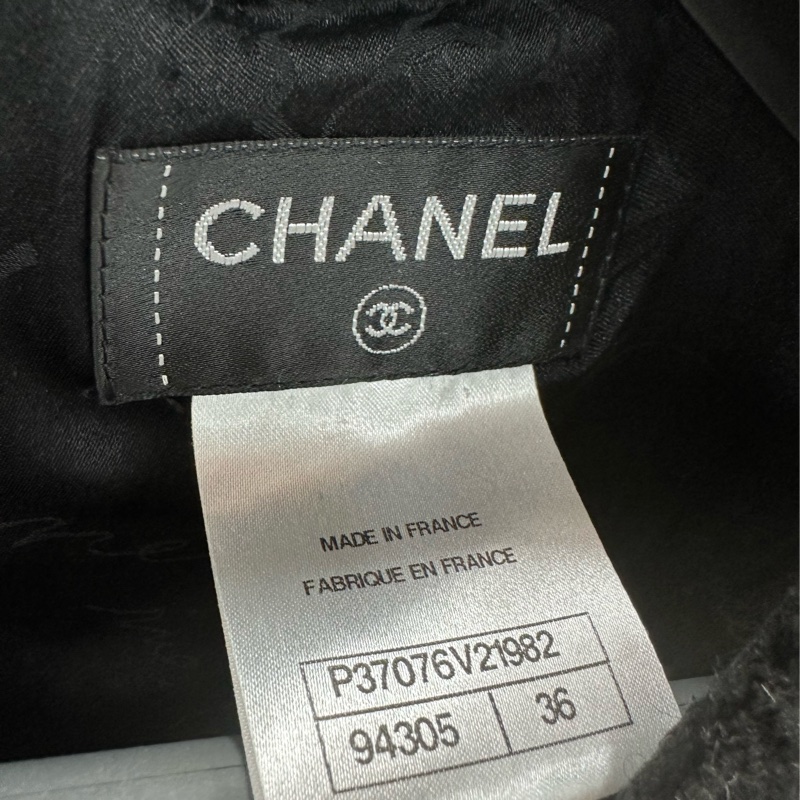 CHANEL
MADE IN FRANCE
FABRIQUE EN FRANCE
P37076V21982
94305 36